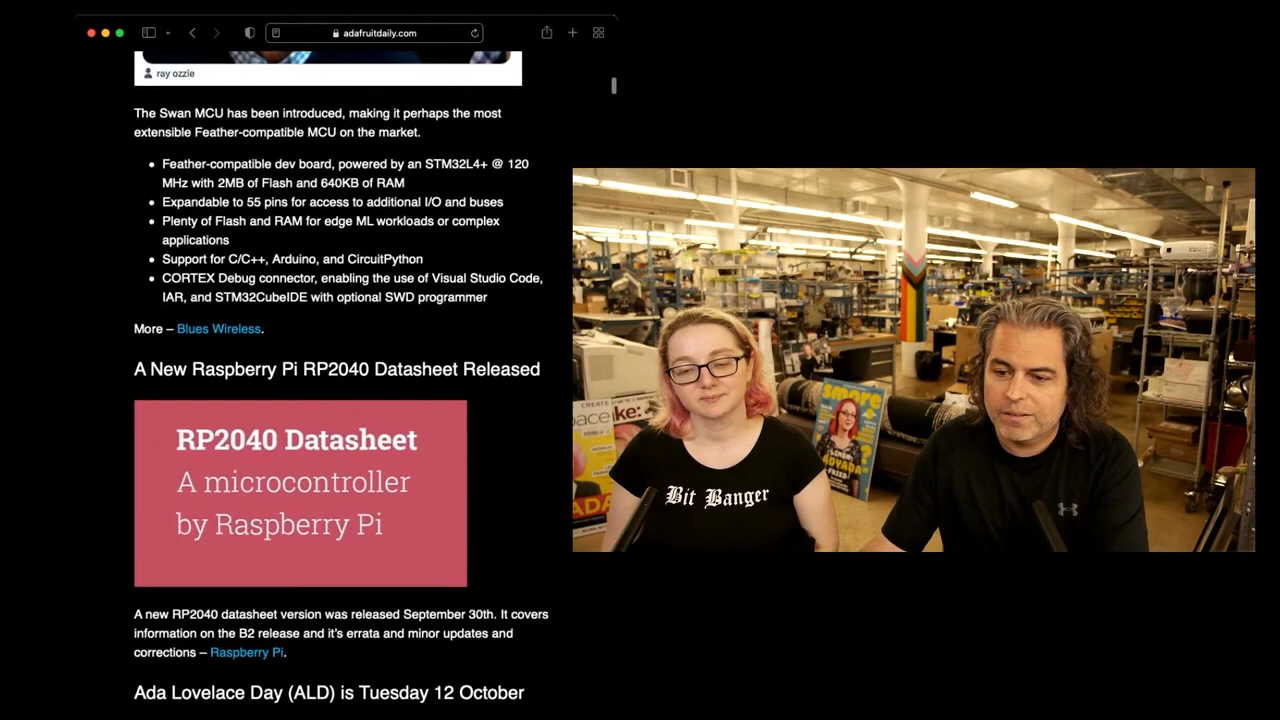 adafruitdaily.com
ray ozzie
The Swan MCU has been introduced, making it perhaps the most
extensible Feather-compatible MCU on the market.
Feather-compatible dev board, powered by an STM32L4+ @ 120
MHz with 2MB of Flash and 640KB of RAM
Expandable to 55 pins for access to additional I/O and buses
Plenty of Flash and RAM for edge ML workloads or complex
applications
Support for C/C++, Arduino, and CircuitPython
CORTEX Debug connector, enabling the use of Visual Studio Code,
IAR, and STM32CubeIDE with optional SWD programmer
More – Blues Wireless.
A New Raspberry Pi RP2040 Datasheet Released
RP2040 Datasheet
A microcontroller
by Raspberry Pi
A new RP2040 datasheet version was released September 30th. It covers
information on the B2 release and it's errata and minor updates and
corrections – Raspberry Pi.
Ada Lovelace Day (ALD) is Tuesday 12 October
Bit Banger
smore